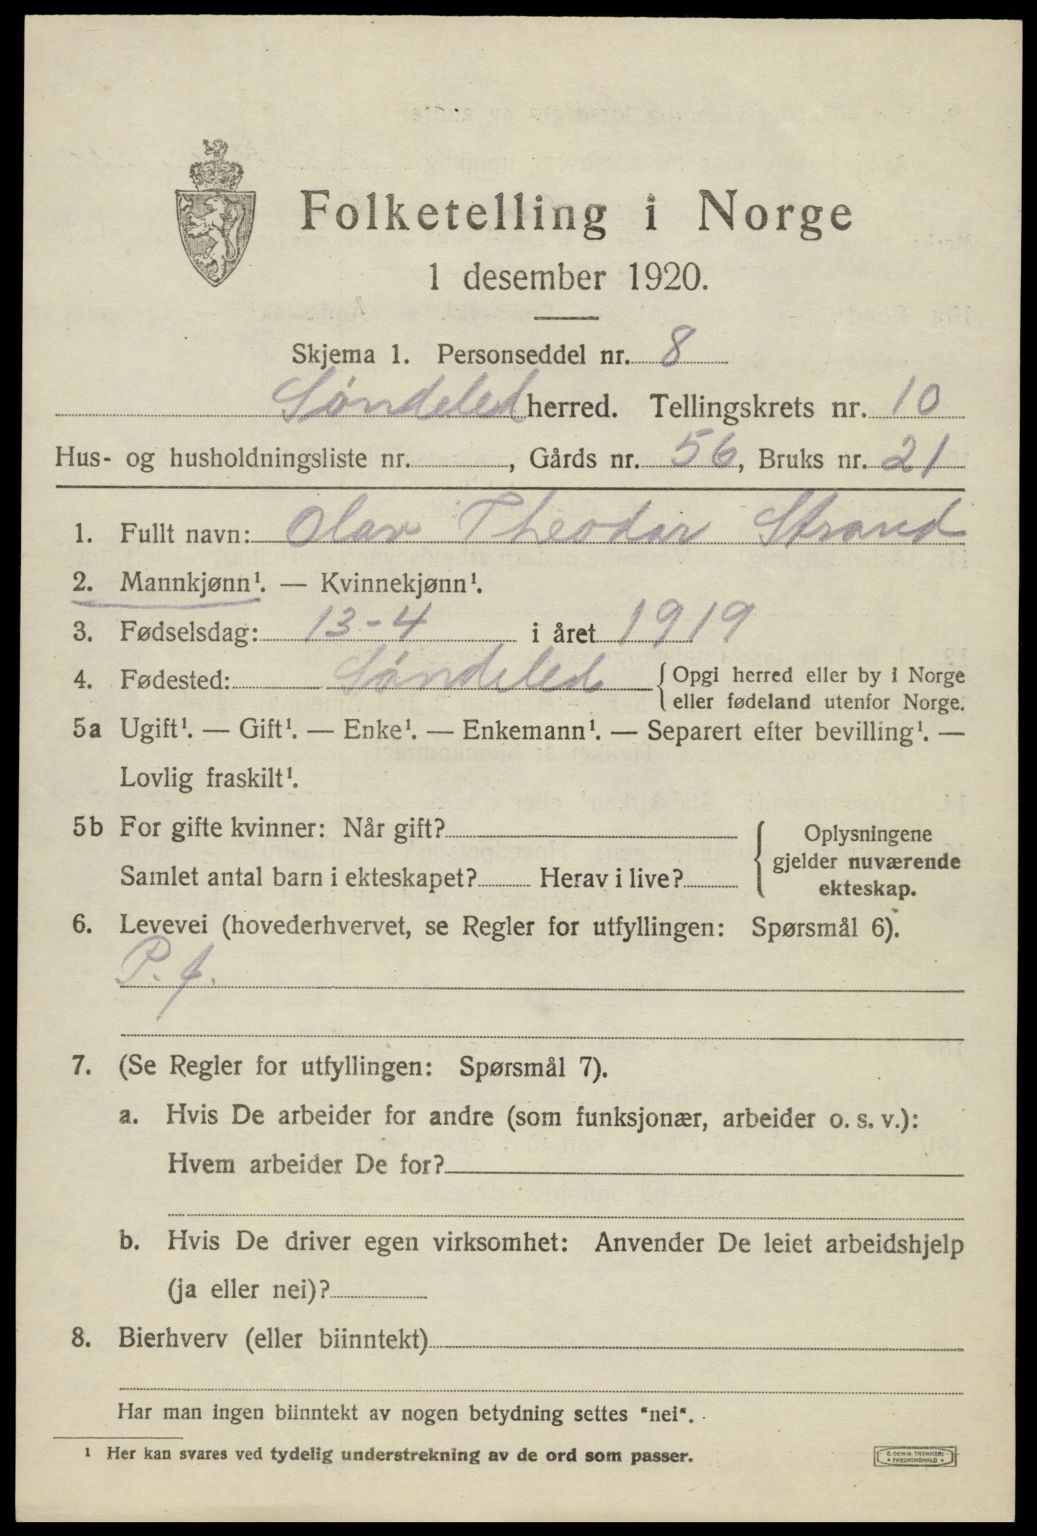 Folketelling i Norge
1 desember 1920.
Skjema 1. Personseddel nr. 8
Søndeled herred. Tellingskrets nr. 10
Hus- og husholdningsliste nr. , Gårds nr. 56, Bruks nr. 21
1. Fullt navn: Olav Theodor Strand
2. Mannkjønn¹. — Kvinnekjønn¹.
3. Fødselsdag: 13-4 i året 1919
4. Fødested: Søndeled { Opgi herred eller by i Norge
eller fødeland utenfor Norge.
5a Ugift¹. — Gift¹. — Enke¹. — Enkemann¹. — Separert efter bevilling¹. —
Lovlig fraskilt¹.
5b For gifte kvinner: Når gift?
Samlet antal barn i ekteskapet? Herav i live?
Oplysningene
gjelder nuværende
ekteskap.
6. Levevei (hovederhvervet, se Regler for utfyllingen: Spørsmål 6).
P. f.
7. (Se Regler for utfyllingen: Spørsmål 7).
a. Hvis De arbeider for andre (som funksjonær, arbeider o. s. v.):
Hvem arbeider De for?
b. Hvis De driver egen virksomhet: Anvender De leiet arbeidshjelp
(ja eller nei)?
8. Bierhverv (eller biinntekt)
Har man ingen biinntekt av nogen betydning settes "nei".
¹ Her kan svares ved tydelig understrekning av de ord som passer.
TRYKKERI
FREDRIKSHALD